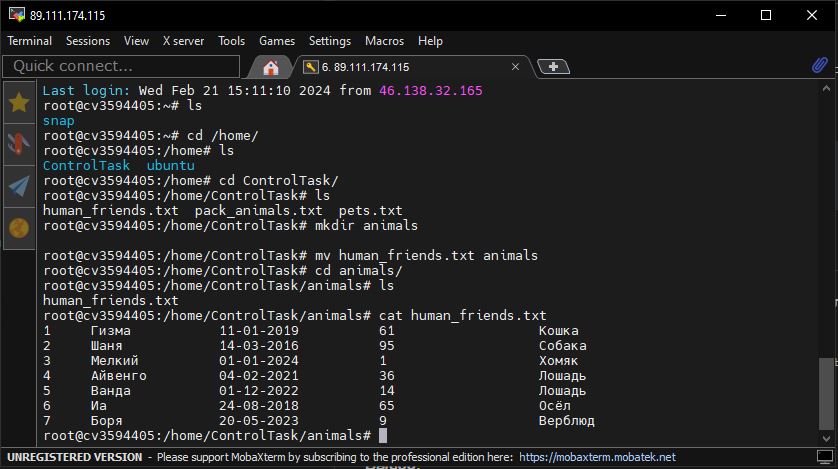 89.111.174.115
Terminal Sessions View X server Tools Games Settings Macros Help
Quick connect...
6. 89.111.174.115
Last login: Wed Feb 21 15:11:10 2024 from 46.138.32.165
root@cv3594405:~# ls
snap
root@cv3594405:~# cd /home/
root@cv3594405:/home# ls
ControlTask ubuntu
root@cv3594405:/home# cd ControlTask/
root@cv3594405:/home/ControlTask# ls
human_friends.txt pack_animals.txt pets.txt
root@cv3594405:/home/ControlTask# mkdir animals
root@cv3594405:/home/ControlTask# mv human_friends.txt animals
root@cv3594405:/home/ControlTask# cd animals/
root@cv3594405:/home/ControlTask/animals# ls
human_friends.txt
root@cv3594405:/home/ControlTask/animals# cat human_friends.txt
1 Гизма 11-01-2019 61 Кошка
2 Шаня 14-03-2016 95 Собака
3 Мелкий 01-01-2024 1 Хомяк
4 Айвенго 04-02-2021 36 Лошадь
5 Ванда 01-12-2022 14 Лошадь
6 Иа 24-08-2018 65 Осёл
7 Боря 20-05-2023 9 Верблюд
root@cv3594405:/home/ControlTask/animals#
UNREGISTERED VERSION - Please support MobaXterm by subscribing to the professional edition here: https://mobaxterm.mobatek.net